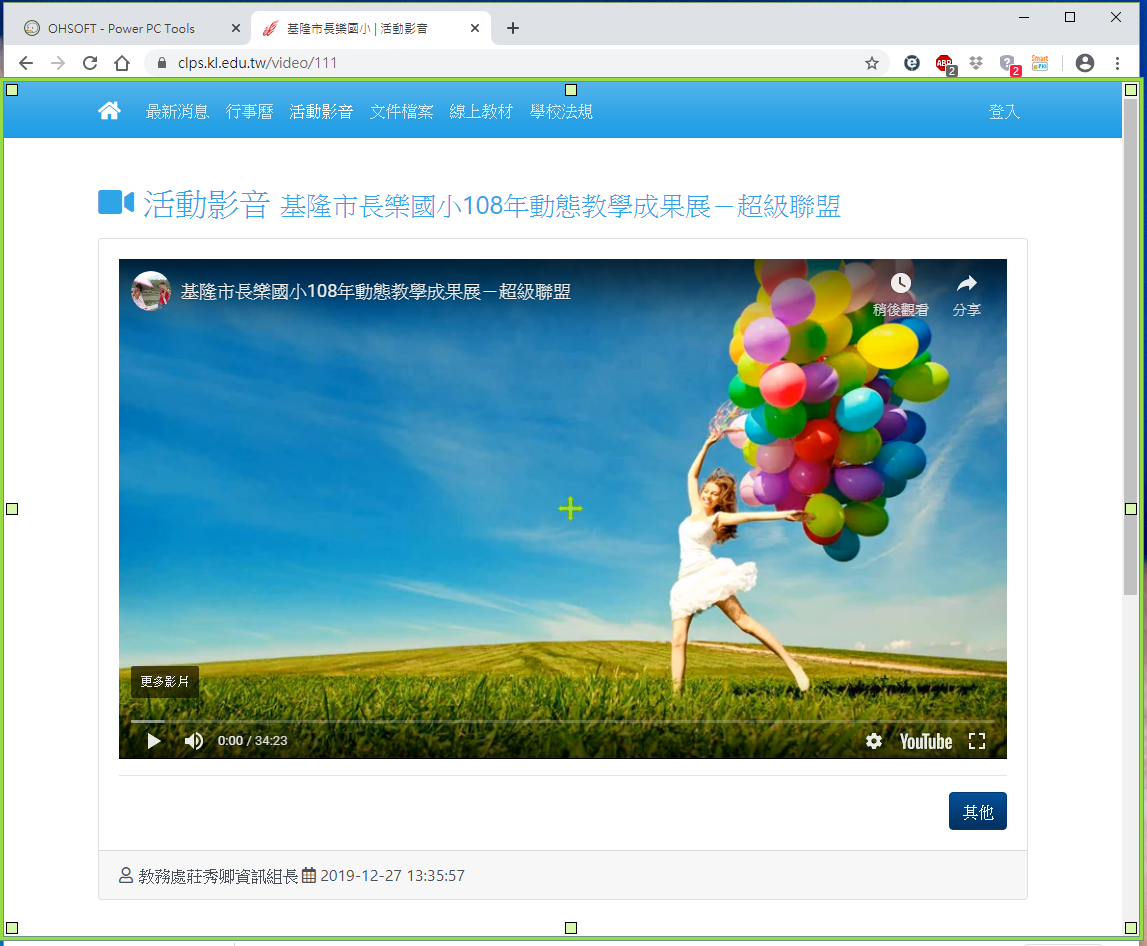 OHSOFT - Power PC Tools
基隆市長樂國小 | 活動影音
clps.kl.edu.tw/video/111
ABP
2
2
Smart
最新消息 行事曆 活動影音 文件檔案 線上教材 學校法規 登入
活動影音 基隆市長樂國小108年動態教學成果展－超級聯盟
基隆市長樂國小108年動態教學成果展－超級聯盟
稍後觀看 分享
更多影片
0:00 / 34:23
YouTube
其他
教務處莊秀卿資訊組長 2019-12-27 13:35:57